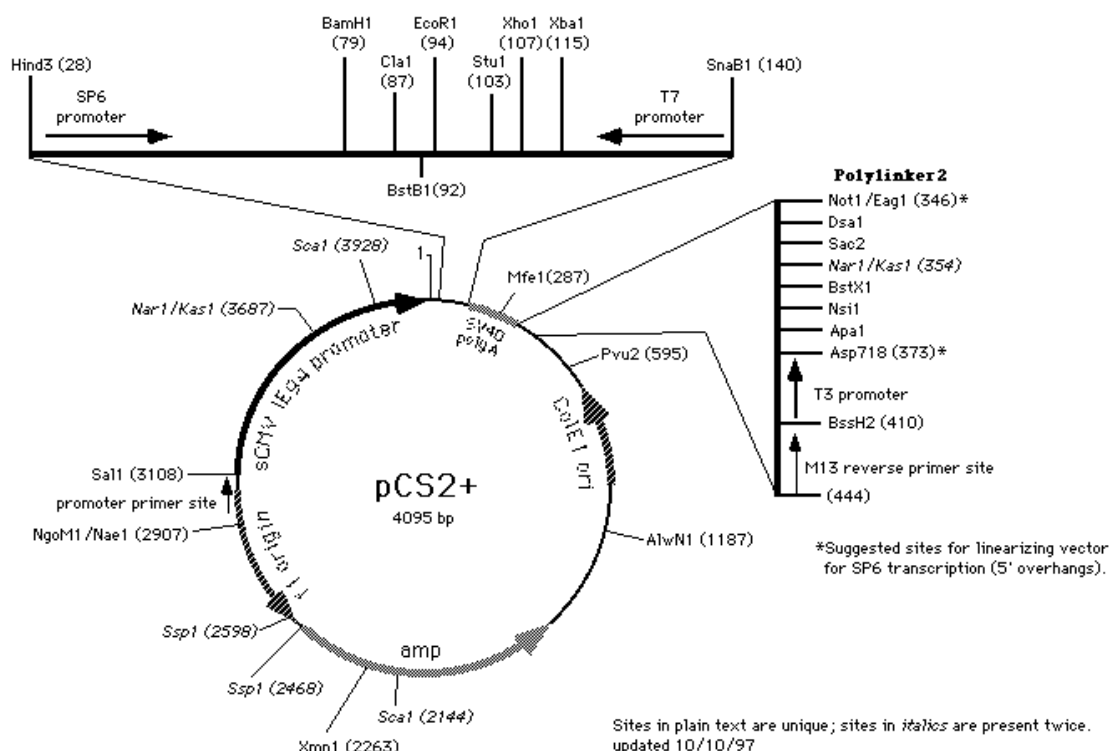 BamH1
(79)
EcoR1
(94)
Xho1
(107)
Xba1
(115)
Hind3 (28)
Cla1
(87)
Stu1
(103)
SnaB1 (140)
SP6
promoter
T7
promoter
BstB1(92)
Polylinker2
Not1/Eag1 (346)*
Dsa1
Sac2
Nar1/Kas1 (354)
BstX1
Nsi1
Apa1
Asp718 (373)*
T3 promoter
BssH2 (410)
M13 reverse primer site
(444)
Sca1 (3928)
1
Mfe1(287)
Nar1/Kas1 (3687)
SV40
polyA
Pvu2 (595)
sCMV IE94 promoter
ColE1 ori
Sal1 (3108)
promoter primer site
NgoM1/Nae1 (2907)
pCS2+
4095 bp
AlwN1 (1187)
f1 origin
*Suggested sites for linearizing vector
for SP6 transcription (5' overhangs).
Ssp1 (2598)
amp
Ssp1 (2468)
Sca1 (2144)
Xmn1 (2263)
Sites in plain text are unique; sites in italics are present twice.
updated 10/10/97